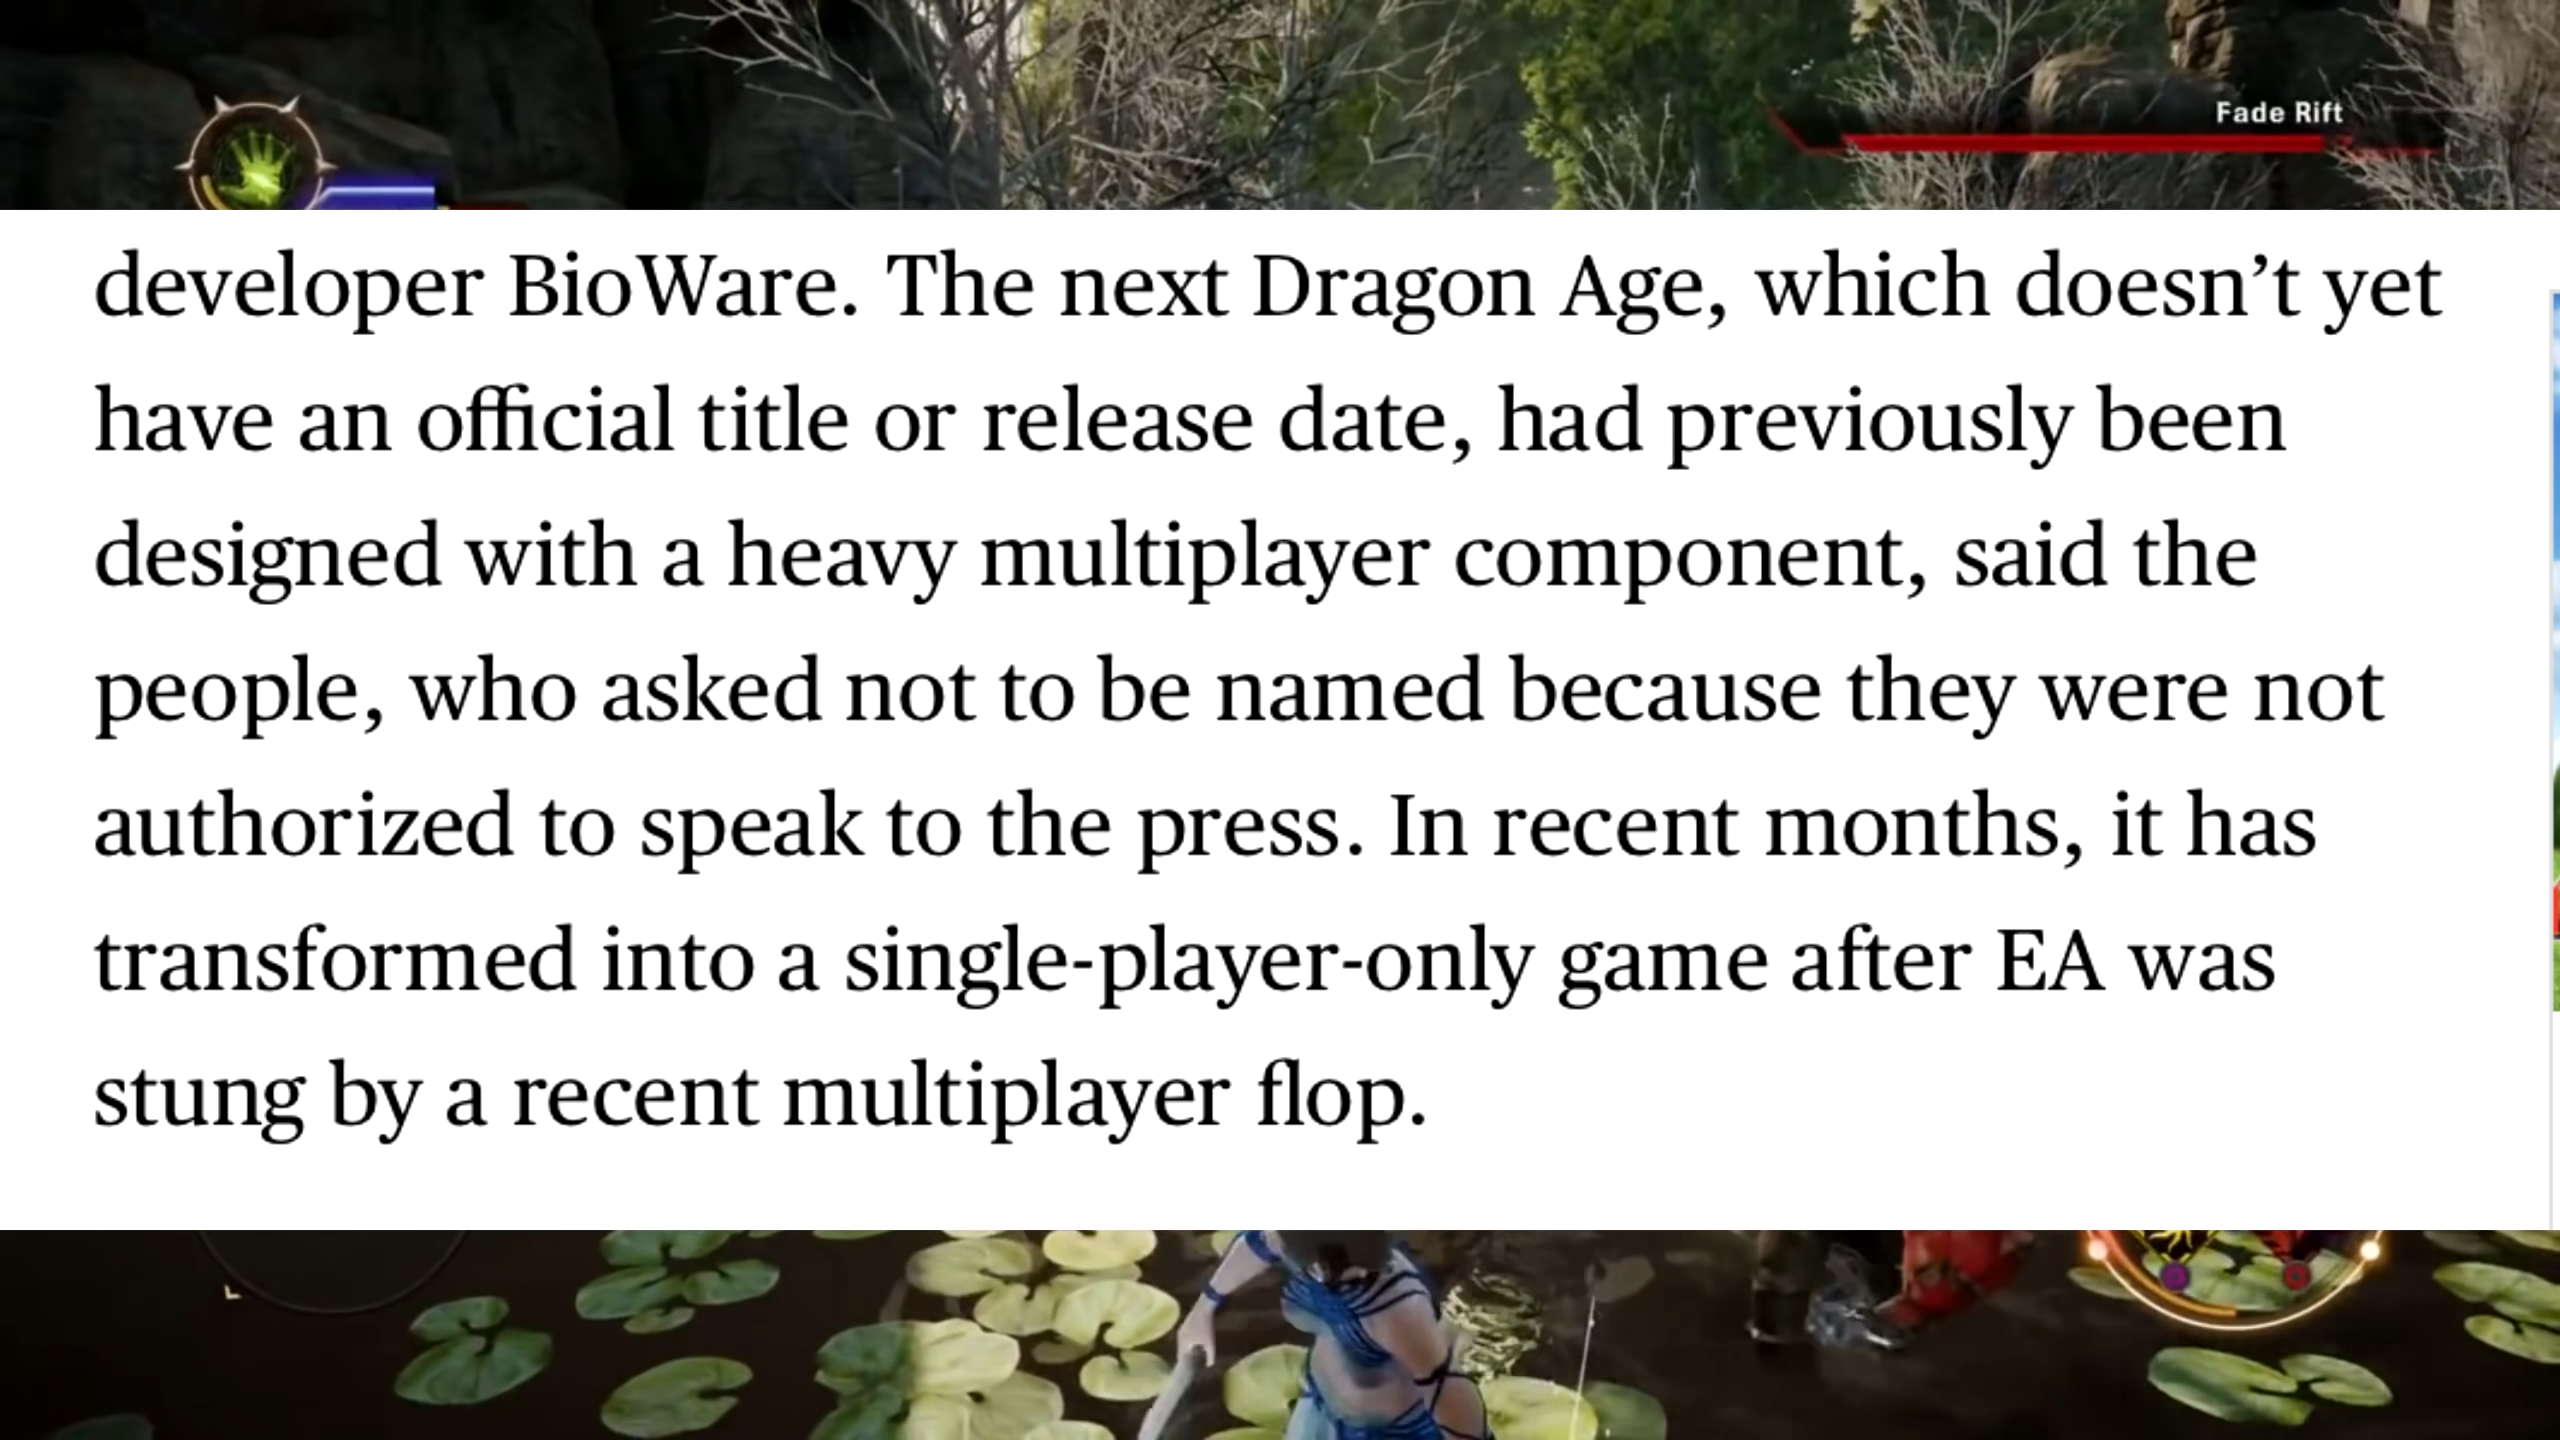 Fade Rift
developer BioWare. The next Dragon Age, which doesn’t yet
have an official title or release date, had previously been
designed with a heavy multiplayer component, said the
people, who asked not to be named because they were not
authorized to speak to the press. In recent months, it has
transformed into a single-player-only game after EA was
stung by a recent multiplayer flop.